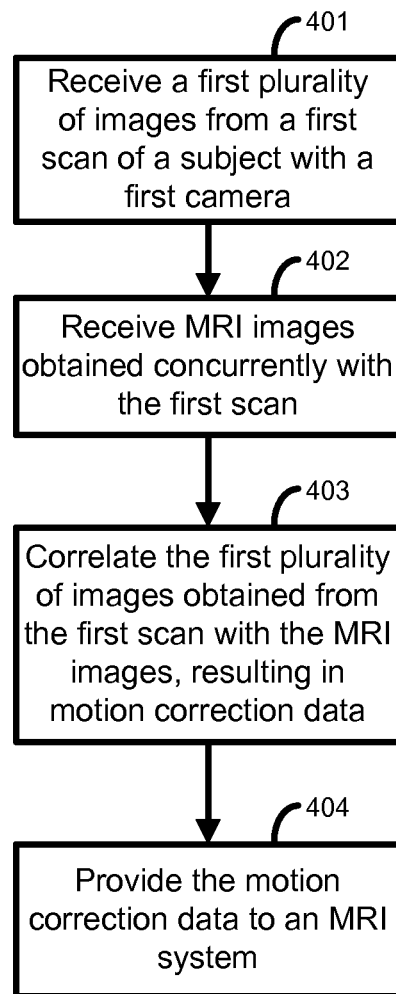 401
Receive a first plurality
of images from a first
scan of a subject with a
first camera
402
Receive MRI images
obtained concurrently with
the first scan
403
Correlate the first plurality
of images obtained from
the first scan with the MRI
images, resulting in
motion correction data
404
Provide the motion
correction data to an MRI
system